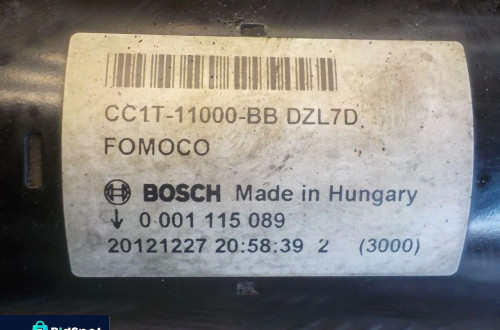 CC1T-11000-BB DZL7D
FOMOCO
BOSCH Made in Hungary
↓ 0 001 115 089
20121227 20:58:39 2 (3000)
BidSpot